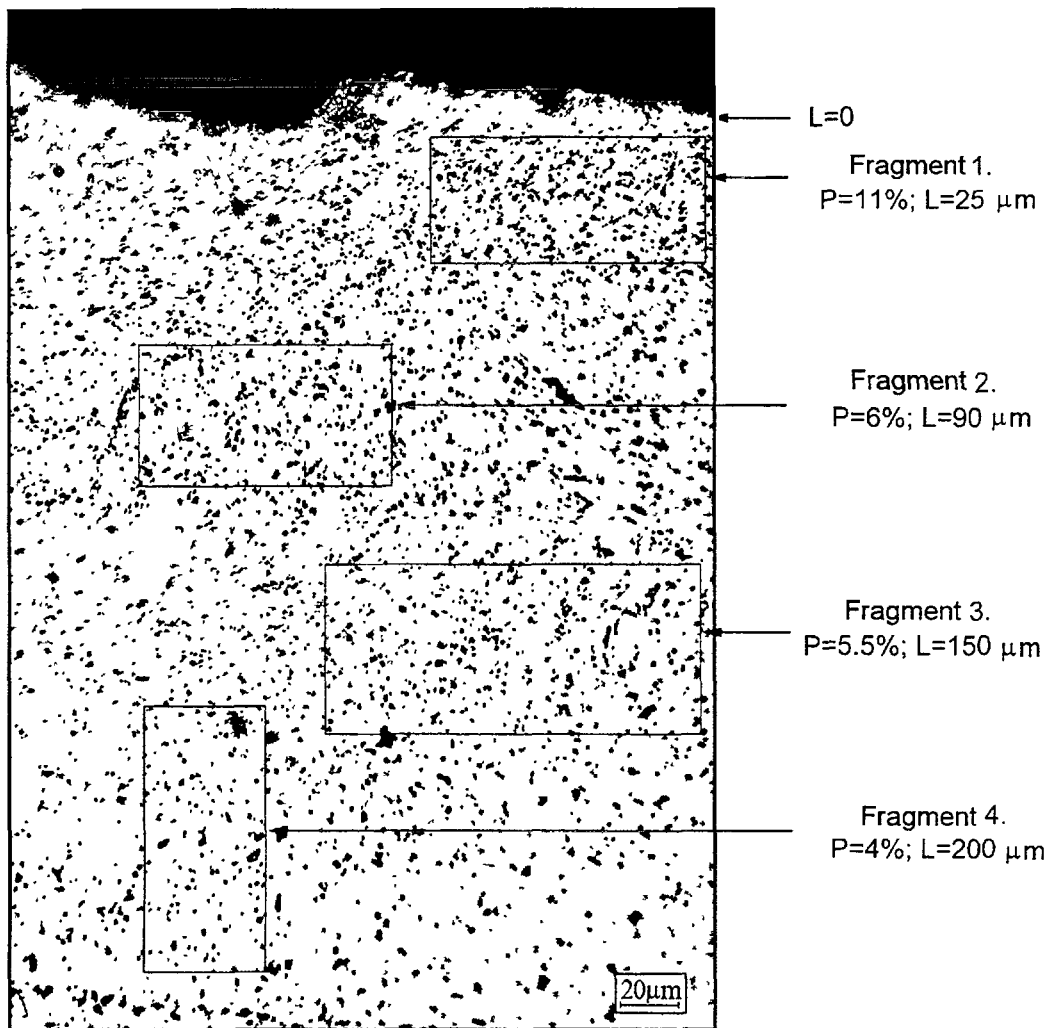 L=0
Fragment 1.
P=11%; L=25 μm
Fragment 2.
P=6%; L=90 μm
Fragment 3.
P=5.5%; L=150 μm
Fragment 4.
P=4%; L=200 μm
20μm